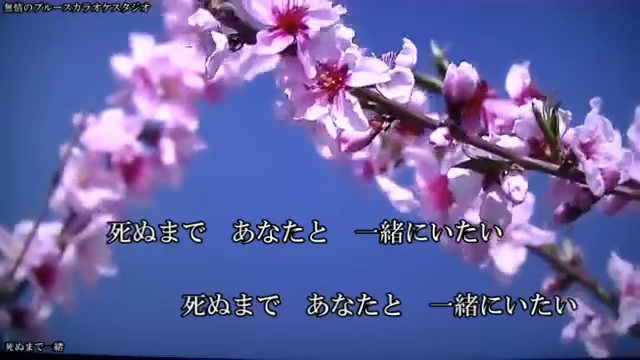 無情のブルースカラオケスタジオ
死ぬまで　あなたと　一緒にいたい
死ぬまで　あなたと　一緒にいたい
死ぬまで一緒